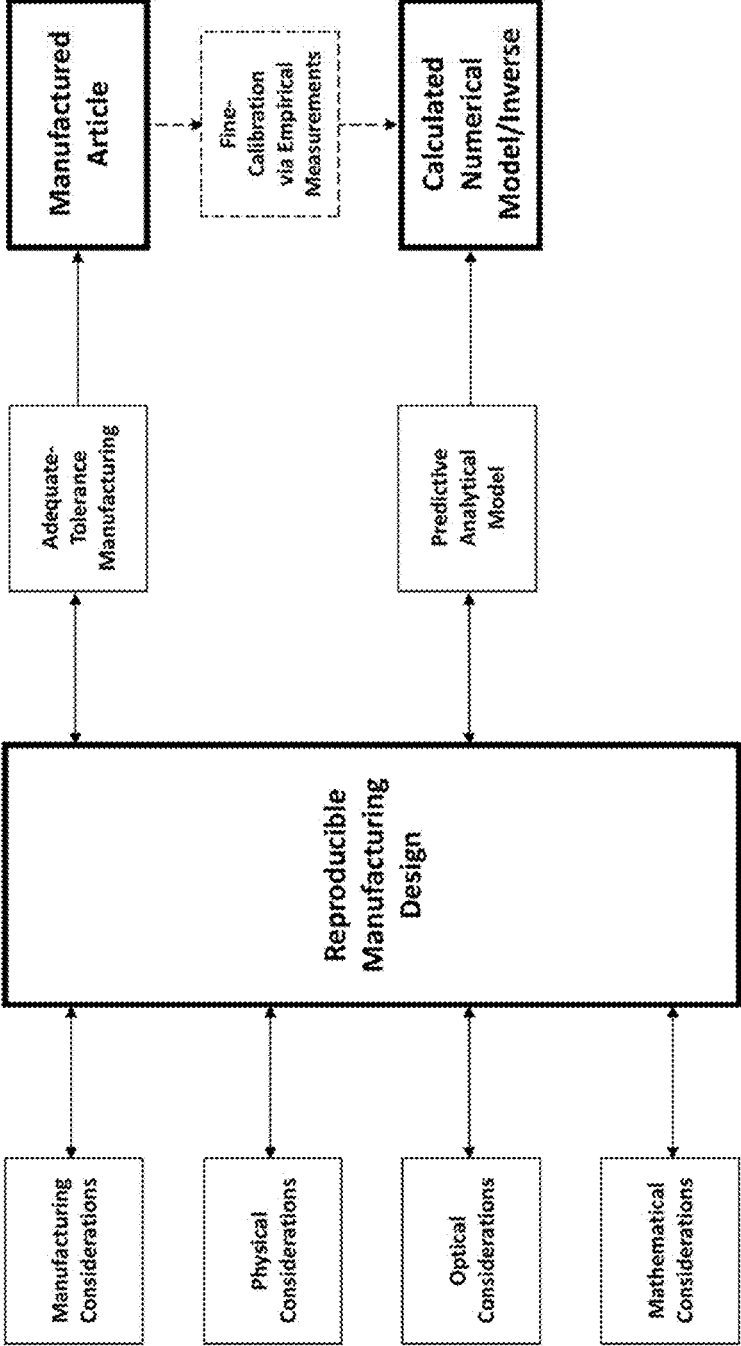 Manufacturing
Considerations
Physical
Considerations
Optical
Considerations
Mathematical
Considerations
Reproducible
Manufacturing
Design
Adequate-
Tolerance
Manufacturing
Predictive
Analytical
Model
Manufactured
Article
Fine-
Calibration
via Empirical
Measurements
Calculated
Numerical
Model/Inverse